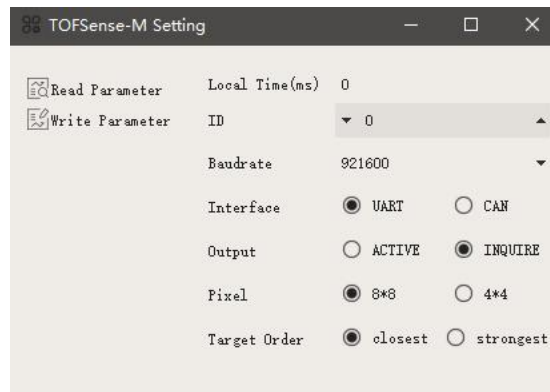 TOFSense-M Setting
Read Parameter
Write Parameter
Local Time(ms) 0
ID 0
Baudrate 921600
Interface UART CAN
Output ACTIVE INQUIRE
Pixel 8*8 4*4
Target Order closest strongest